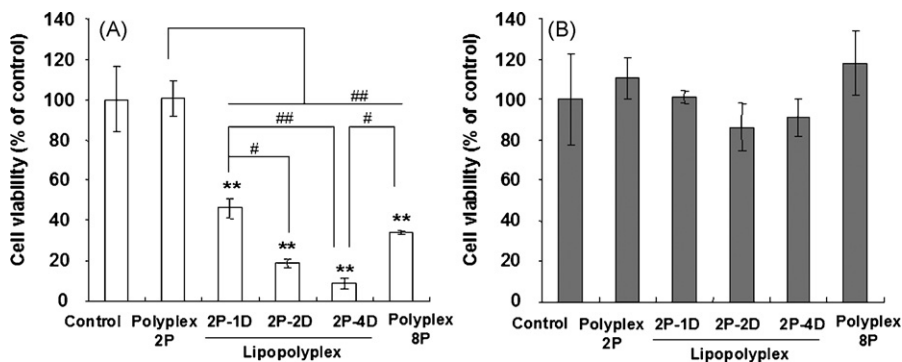 (A)
Cell viability (% of control)
140
120
100
80
60
40
20
0
##
##
#
#
**
**
**
**
Control
Polyplex
2P
2P-1D
2P-2D
2P-4D
Polyplex
8P
Lipopolyplex
(B)
Cell viability (% of control)
140
120
100
80
60
40
20
0
Control
Polyplex
2P
2P-1D
2P-2D
2P-4D
Polyplex
8P
Lipopolyplex